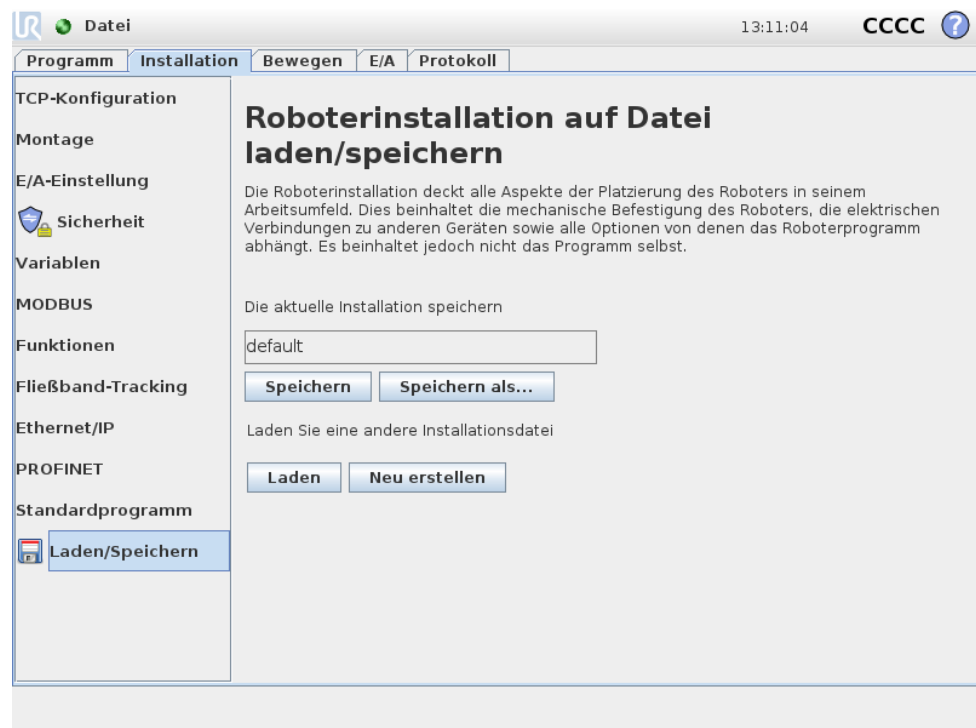 UR Datei 13:11:04 CCCC ?
Programm Installation Bewegen E/A Protokoll
TCP-Konfiguration
Montage
E/A-Einstellung
Sicherheit
Variablen
MODBUS
Funktionen
Fließband-Tracking
Ethernet/IP
PROFINET
Standardprogramm
Laden/Speichern
Roboterinstallation auf Datei
laden/speichern
Die Roboterinstallation deckt alle Aspekte der Platzierung des Roboters in seinem
Arbeitsumfeld. Dies beinhaltet die mechanische Befestigung des Roboters, die elektrischen
Verbindungen zu anderen Geräten sowie alle Optionen von denen das Roboterprogramm
abhängt. Es beinhaltet jedoch nicht das Programm selbst.
Die aktuelle Installation speichern
default
Speichern Speichern als...
Laden Sie eine andere Installationsdatei
Laden Neu erstellen